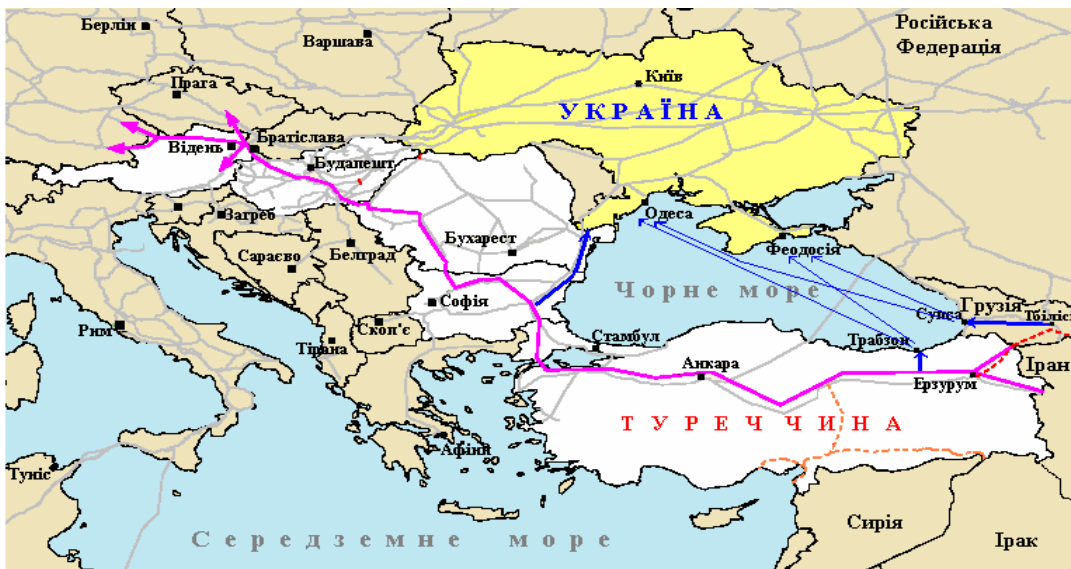 Берлін
Варшава
Російська
Федерація
Прага
Київ
УКРАЇНА
Відень
Братіслава
Будапешт
Одеса
Загреб
Феодосія
Бухарест
Белград
Сараєво
Чорне море
Софія
Грузія
Супса
Тбілісі
Рим
Скоп'є
Тірана
Стамбул
Трабзон
Анкара
Іран
Ерзурум
ТУРЕЧЧИНА
Афіни
Туніс
Сирія
Середземне море
Ірак